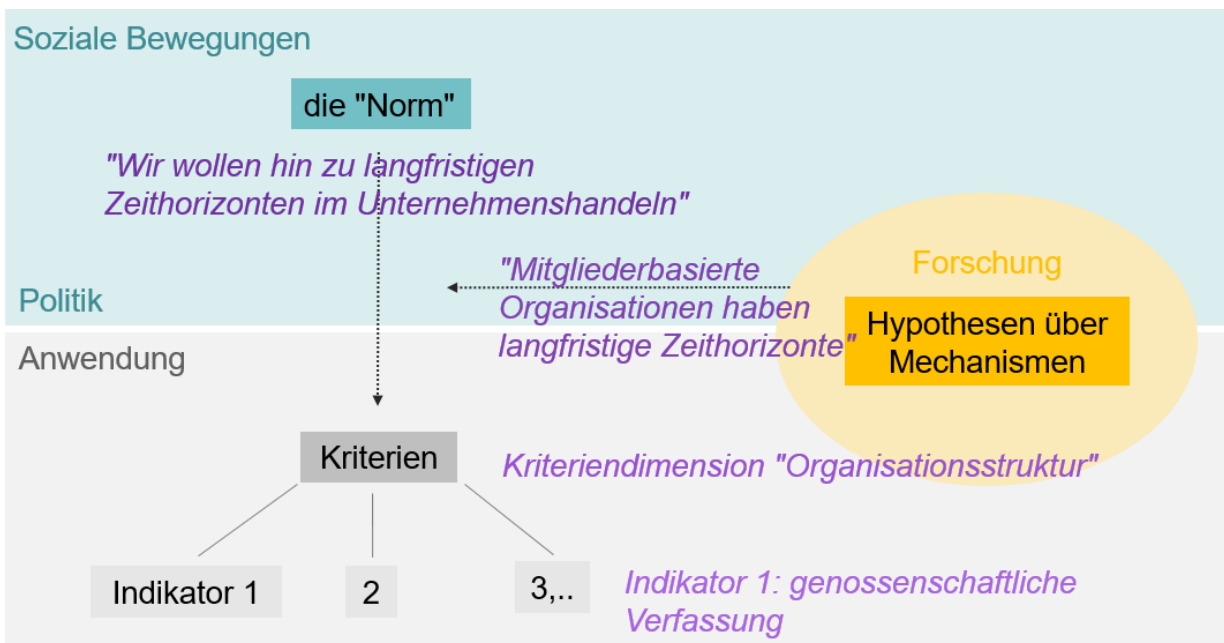 Soziale Bewegungen
die "Norm"
"Wir wollen hin zu langfristigen
Zeithorizonten im Unternehmenshandeln"
"Mitgliederbasierte
Organisationen haben
langfristige Zeithorizonte"
Forschung
Hypothesen über
Mechanismen
Politik
Anwendung
Kriterien
Kriteriendimension "Organisationsstruktur"
Indikator 1
2
3,..
Indikator 1: genossenschaftliche
Verfassung